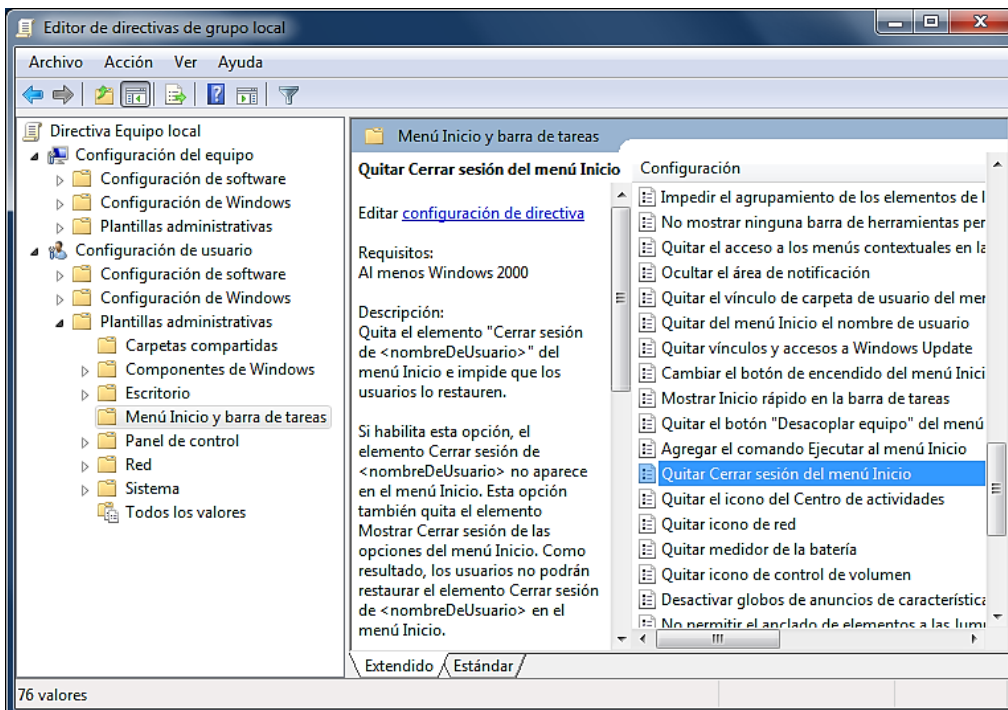 Editor de directivas de grupo local
Archivo Acción Ver Ayuda
Directiva Equipo local
Configuración del equipo
Configuración de software
Configuración de Windows
Plantillas administrativas
Configuración de usuario
Configuración de software
Configuración de Windows
Plantillas administrativas
Carpetas compartidas
Componentes de Windows
Escritorio
Menú Inicio y barra de tareas
Panel de control
Red
Sistema
Todos los valores
Menú Inicio y barra de tareas
Quitar Cerrar sesión del menú Inicio
Editar configuración de directiva
Requisitos:
Al menos Windows 2000
Descripción:
Quita el elemento "Cerrar sesión
de <nombreDeUsuario>" del
menú Inicio e impide que los
usuarios lo restauren.
Si habilita esta opción, el
elemento Cerrar sesión de
<nombreDeUsuario> no aparece
en el menú Inicio. Esta opción
también quita el elemento
Mostrar Cerrar sesión de las
opciones del menú Inicio. Como
resultado, los usuarios no podrán
restaurar el elemento Cerrar sesión
de <nombreDeUsuario> en el
menú Inicio.
Configuración
Impedir el agrupamiento de los elementos de l
No mostrar ninguna barra de herramientas per
Quitar el acceso a los menús contextuales en la
Ocultar el área de notificación
Quitar el vínculo de carpeta de usuario del mer
Quitar del menú Inicio el nombre de usuario
Quitar vínculos y accesos a Windows Update
Cambiar el botón de encendido del menú Inici
Mostrar Inicio rápido en la barra de tareas
Quitar el botón "Desacoplar equipo" del menú
Agregar el comando Ejecutar al menú Inicio
Quitar Cerrar sesión del menú Inicio
Quitar el icono del Centro de actividades
Quitar icono de red
Quitar medidor de la batería
Quitar icono de control de volumen
Desactivar globos de anuncios de característica
No permitir el anclado de elementos a las
Extendido Estándar
76 valores